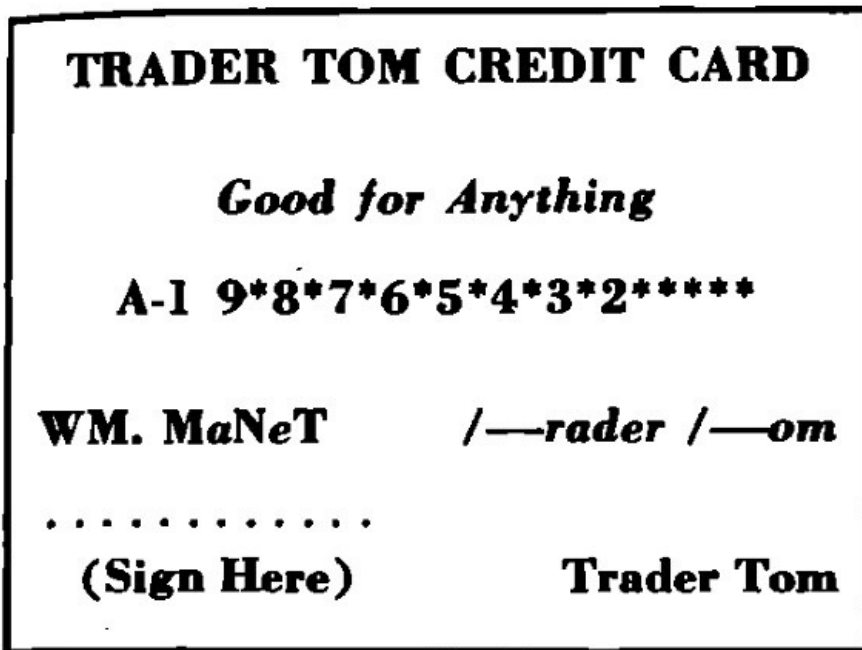 TRADER TOM CREDIT CARD
Good for Anything
A-1 9*8*7*6*5*4*3*2*****
WM. MaNeT /—rader /—om
. . . . . . . . . . . .
(Sign Here) Trader Tom